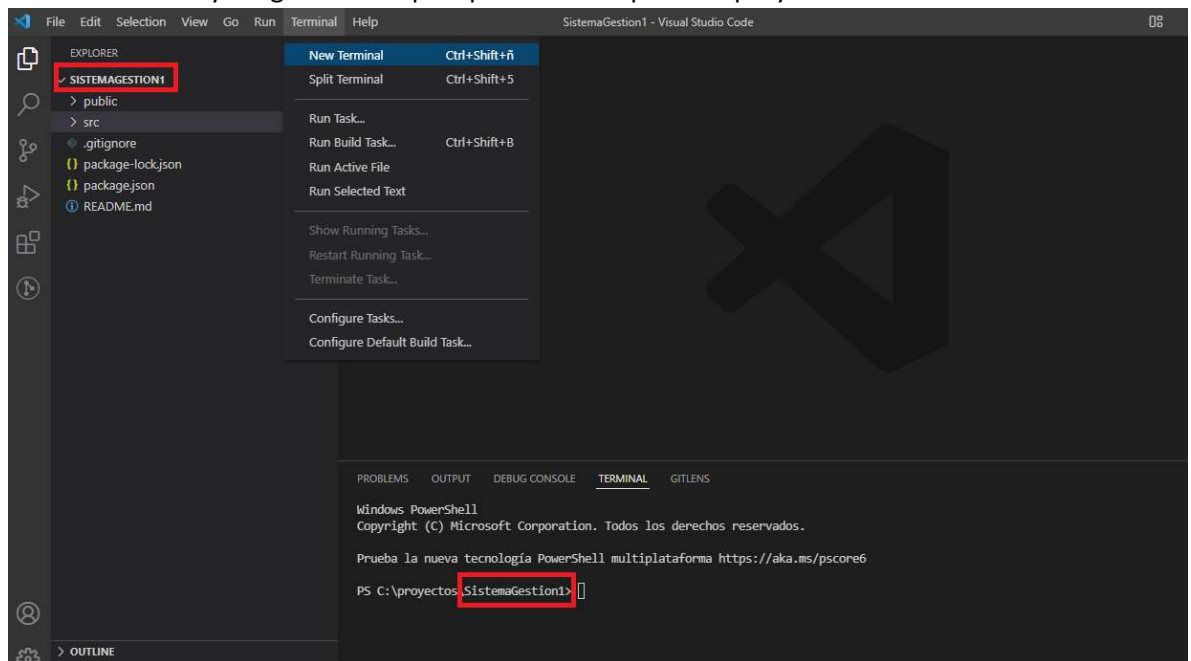 File Edit Selection View Go Run Terminal Help SistemaGestion1 - Visual Studio Code
EXPLORER
SISTEMAGESTION1
public
src
.gitignore
package-lock.json
package.json
README.md
New Terminal Ctrl+Shift+ñ
Split Terminal Ctrl+Shift+5
Run Task...
Run Build Task... Ctrl+Shift+B
Run Active File
Run Selected Text
Show Running Tasks...
Restart Running Task...
Terminate Task...
Configure Tasks...
Configure Default Build Task...
PROBLEMS OUTPUT DEBUG CONSOLE TERMINAL GITLENS
Windows PowerShell
Copyright (C) Microsoft Corporation. Todos los derechos reservados.
Prueba la nueva tecnología PowerShell multiplataforma https://aka.ms/pscore6
PS C:\proyectos\SistemaGestion1>
OUTLINE